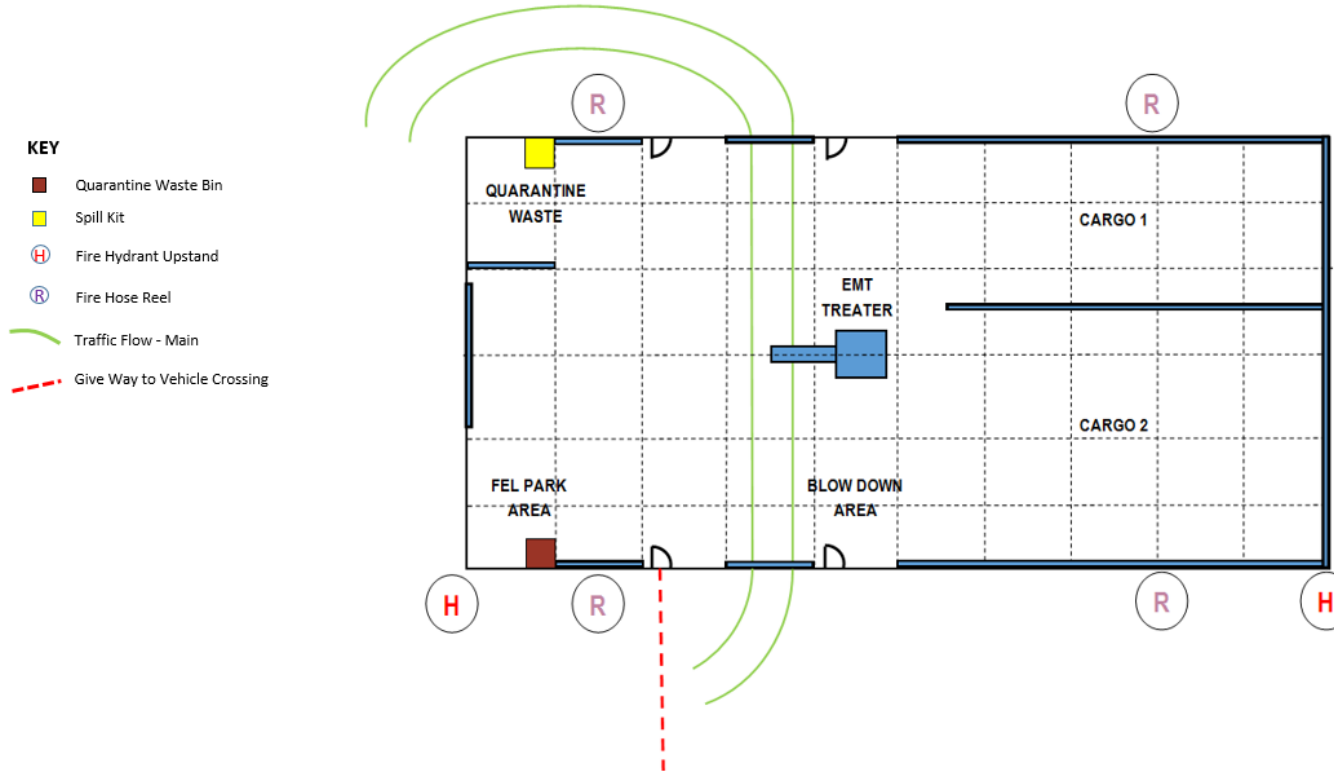 KEY
Quarantine Waste Bin
Spill Kit
H
Fire Hydrant Upstand
R
Fire Hose Reel
Traffic Flow - Main
Give Way to Vehicle Crossing
R
R
QUARANTINE
WASTE
CARGO 1
EMT
TREATER
CARGO 2
FEL PARK
AREA
BLOW DOWN
AREA
H
R
R
H